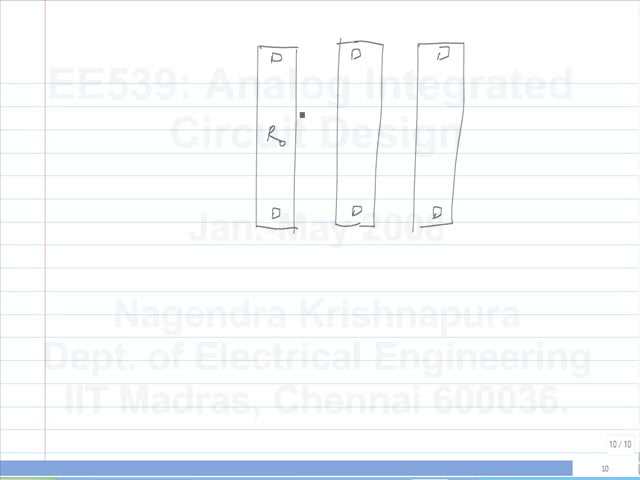 EE539: Analog Integrated
Circuit Design
R₀
Jan.-May 2008
Nagendra Krishnapura
Dept. of Electrical Engineering
IIT Madras, Chennai 600036.
10 / 10
10